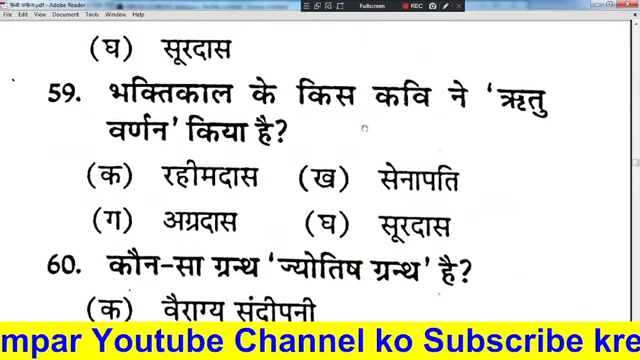 हिन्दी साहित्य.pdf - Adobe Reader
File Edit View Document Tools Window Help
Fullscreen
REC
(घ) सूरदास
59. भक्तिकाल के किस कवि ने 'ऋतु
वर्णन' किया है?
(क) रहीमदास (ख) सेनापति
(ग) अग्रदास (घ) सूरदास
60. कौन-सा ग्रन्थ 'ज्योतिष ग्रन्थ' है?
(क) वैराग्य संदीपनी
mpar Youtube Channel ko Subscribe kre